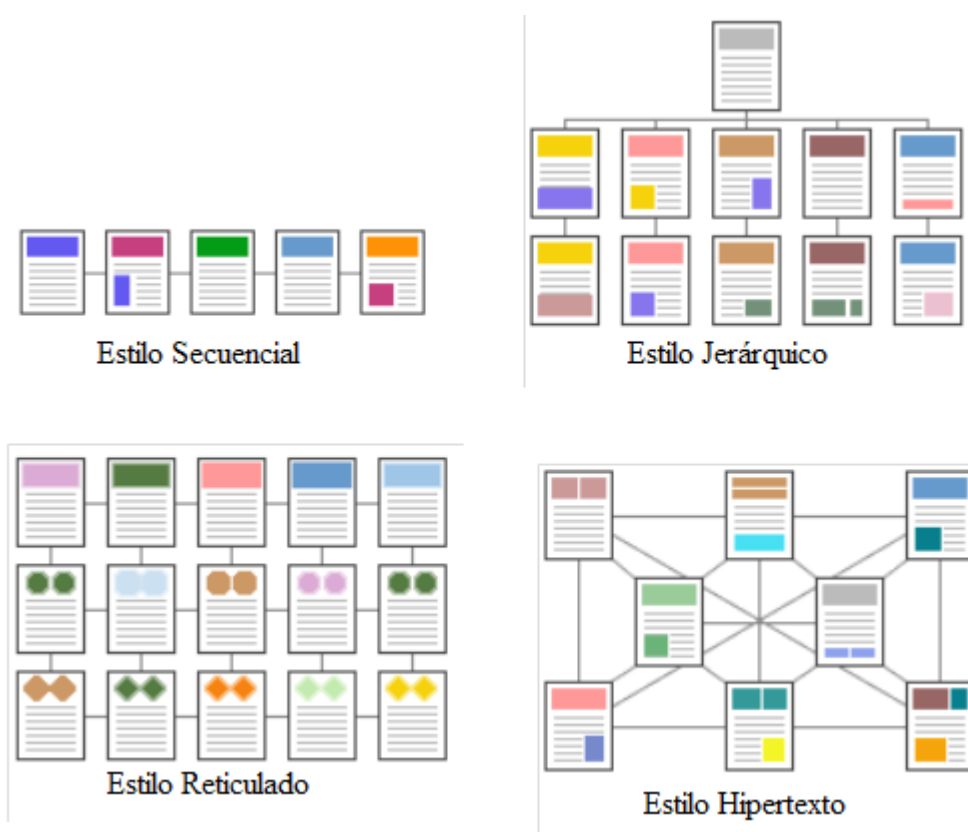 Estilo Secuencial
Estilo Jerárquico
Estilo Reticulado
Estilo Hipertexto